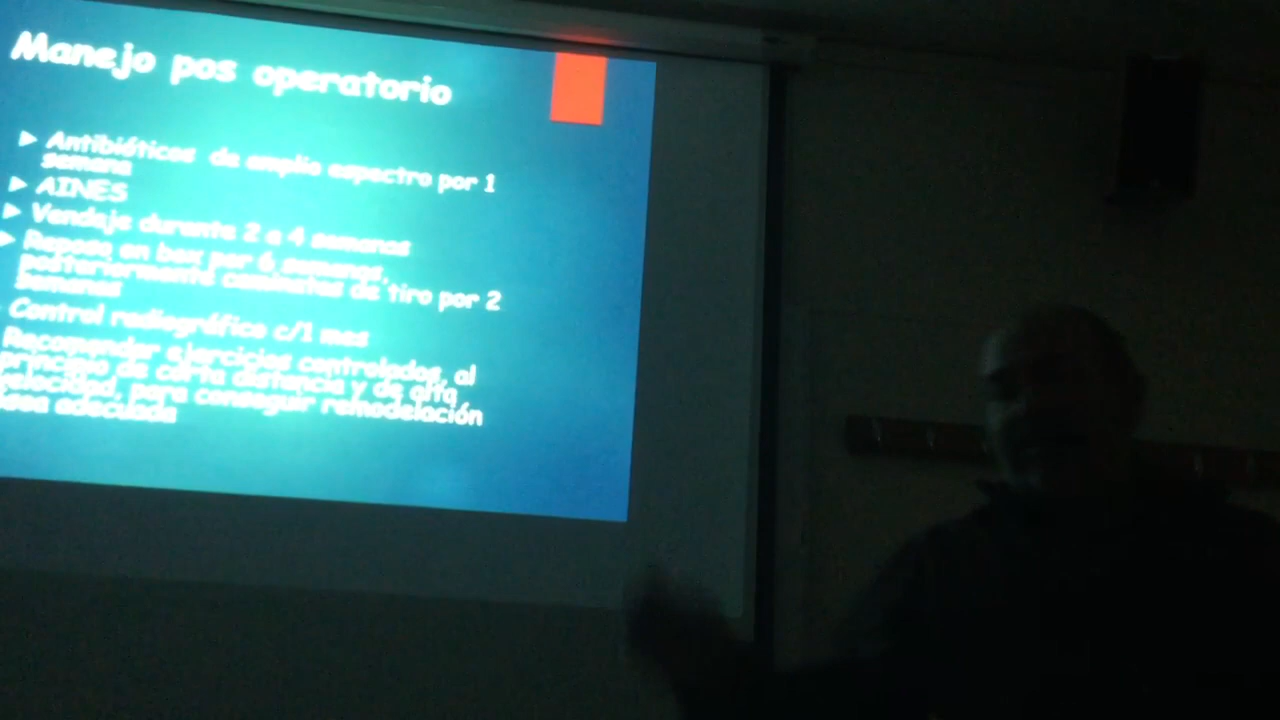 Manejo pos operatorio
Antibióticos de amplio espectro por 1
semana
AINES
Vendaje durante 2 a 4 semanas
Reposo en box por 6 semanas,
posteriormente caminatas de tiro por 2
semanas
Control radiográfico c/1 mes
Recomendar ejercicios controlados, al
principio de corta distancia y de alta
velocidad, para conseguir remodelación
ósea adecuada